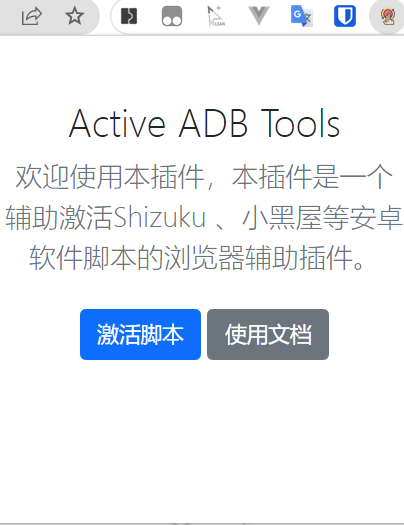 Active ADB Tools
欢迎使用本插件，本插件是一个
辅助激活Shizuku 、小黑屋等安卓
软件脚本的浏览器辅助插件。
激活脚本
使用文档